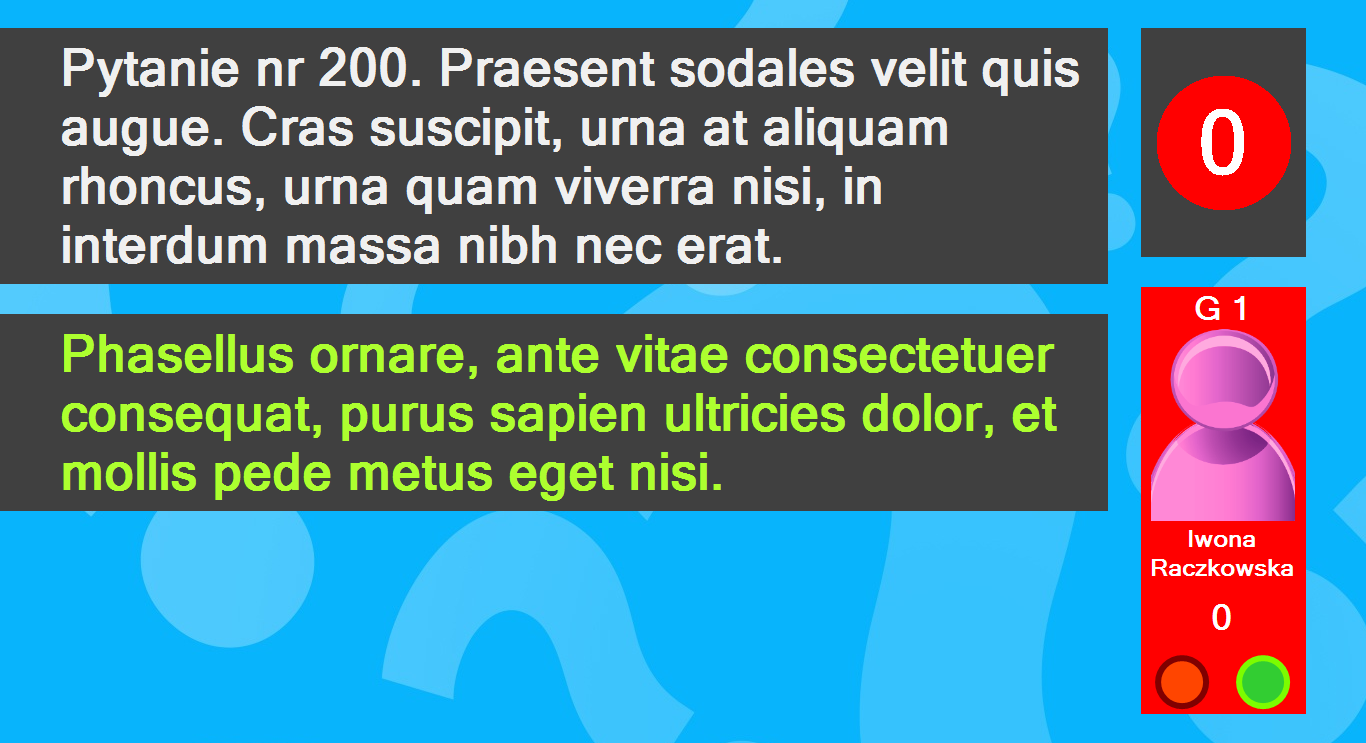 Pytanie nr 200. Praesent sodales velit quis
augue. Cras suscipit, urna at aliquam
rhoncus, urna quam viverra nisi, in
interdum massa nibh nec erat.
0
Phasellus ornare, ante vitae consectetuer
consequat, purus sapien ultricies dolor, et
mollis pede metus eget nisi.
G 1
Iwona
Raczkowska
0